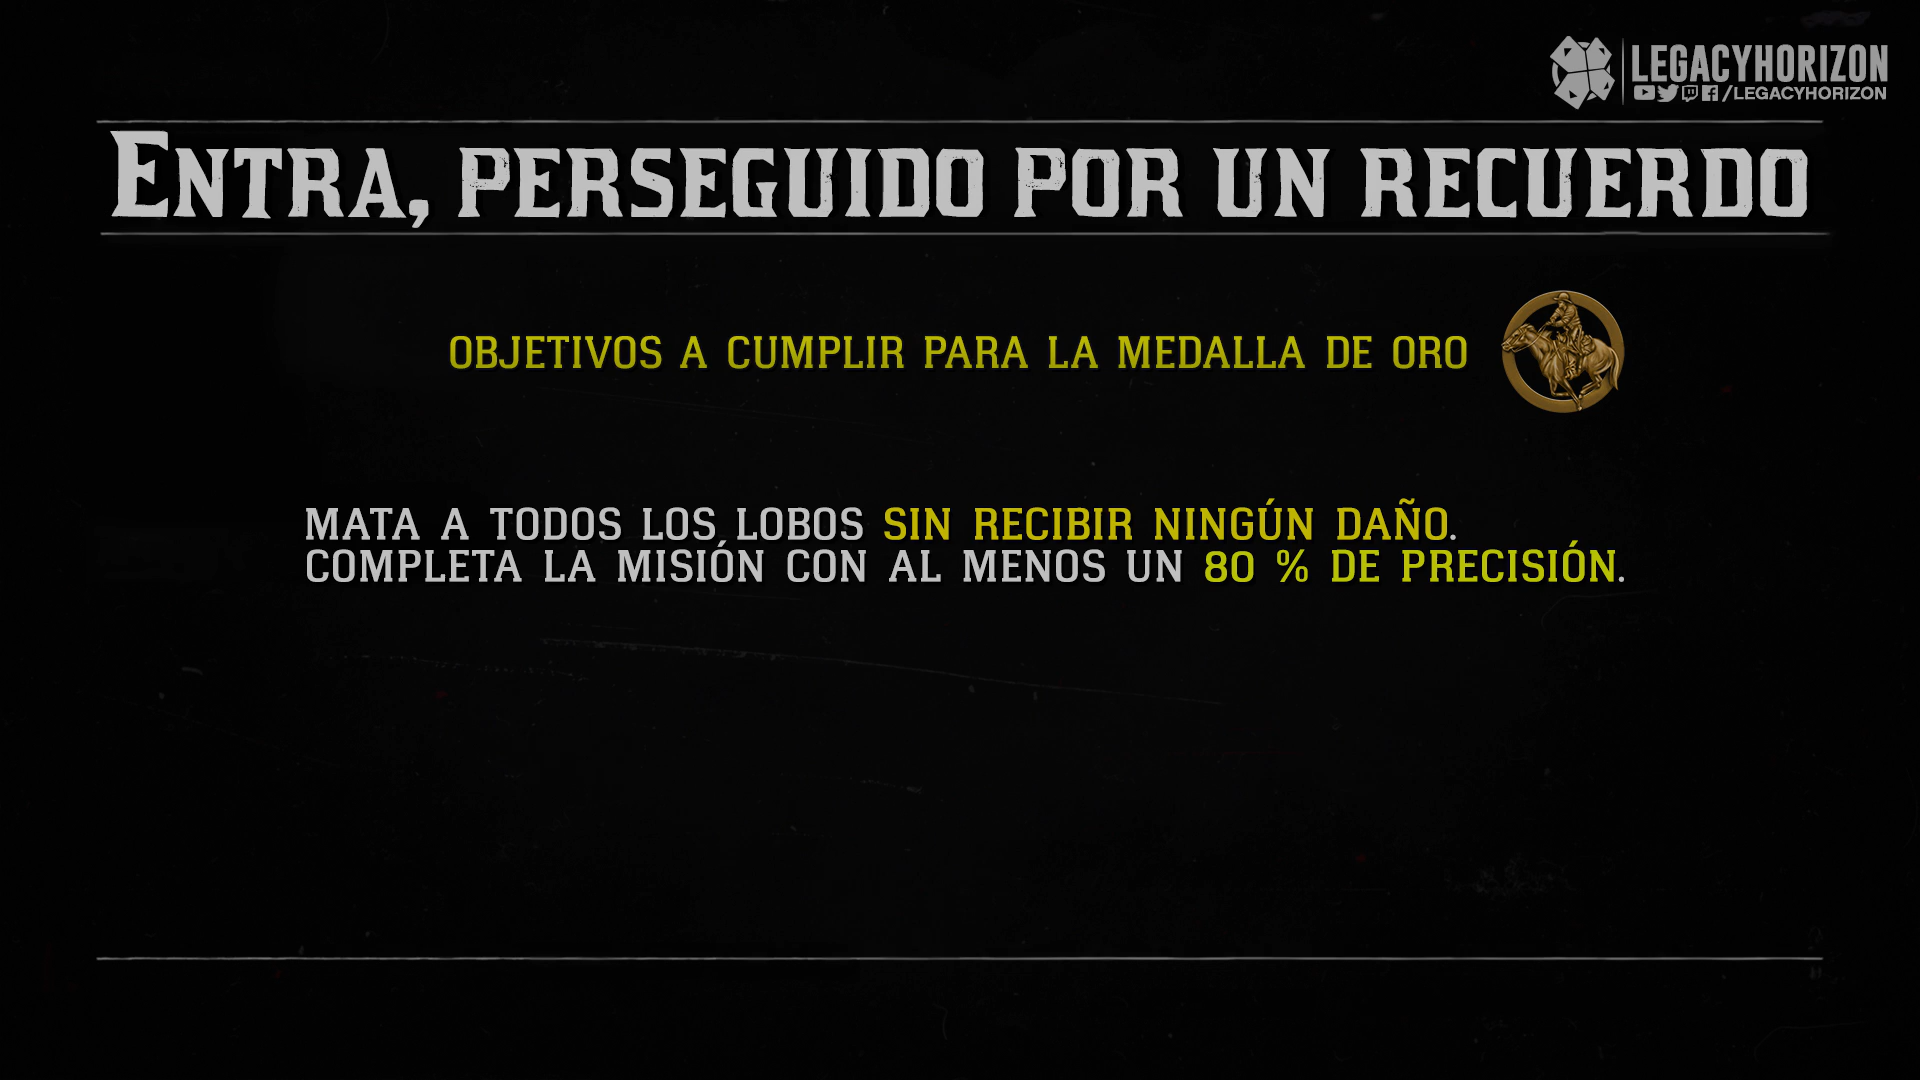 LEGACYHORIZON
/LEGACYHORIZON
ENTRA, PERSEGUIDO POR UN RECUERDO
OBJETIVOS A CUMPLIR PARA LA MEDALLA DE ORO
MATA A TODOS LOS LOBOS SIN RECIBIR NINGÚN DAÑO.
COMPLETA LA MISIÓN CON AL MENOS UN 80 % DE PRECISIÓN.